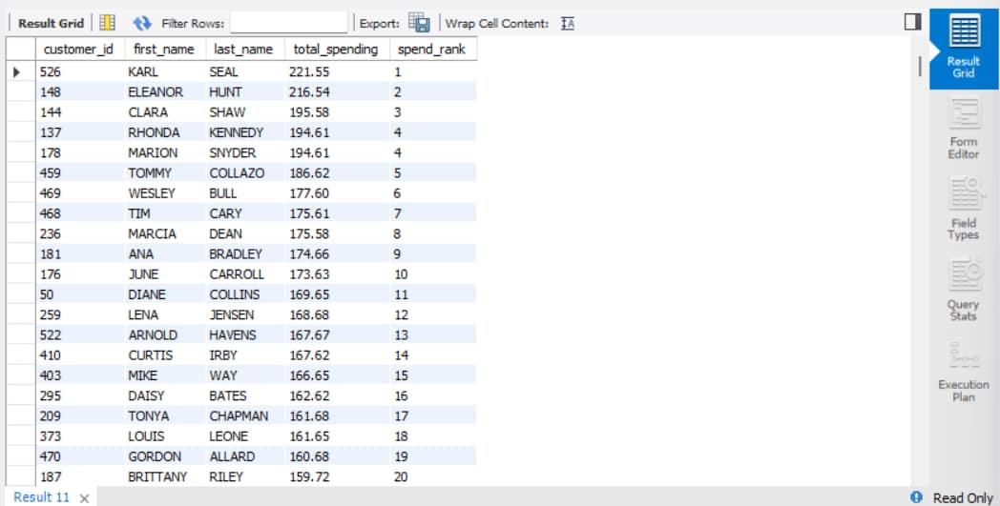 Result Grid Filter Rows: Export: Wrap Cell Content:
customer_id first_name last_name total_spending spend_rank
526 KARL SEAL 221.55 1
148 ELEANOR HUNT 216.54 2
144 CLARA SHAW 195.58 3
137 RHONDA KENNEDY 194.61 4
178 MARION SNYDER 194.61 4
459 TOMMY COLLAZO 186.62 5
469 WESLEY BULL 177.60 6
468 TIM CARY 175.61 7
236 MARCIA DEAN 175.58 8
181 ANA BRADLEY 174.66 9
176 JUNE CARROLL 173.63 10
50 DIANE COLLINS 169.65 11
259 LENA JENSEN 168.68 12
522 ARNOLD HAVENS 167.67 13
410 CURTIS IRBY 167.62 14
403 MIKE WAY 166.65 15
295 DAISY BATES 162.62 16
209 TONYA CHAPMAN 161.68 17
373 LOUIS LEONE 161.65 18
470 GORDON ALLARD 160.68 19
187 BRITTANY RILEY 159.72 20
Result
Grid
Form
Editor
Field
Types
Query
Stats
Execution
Plan
Result 11
Read Only